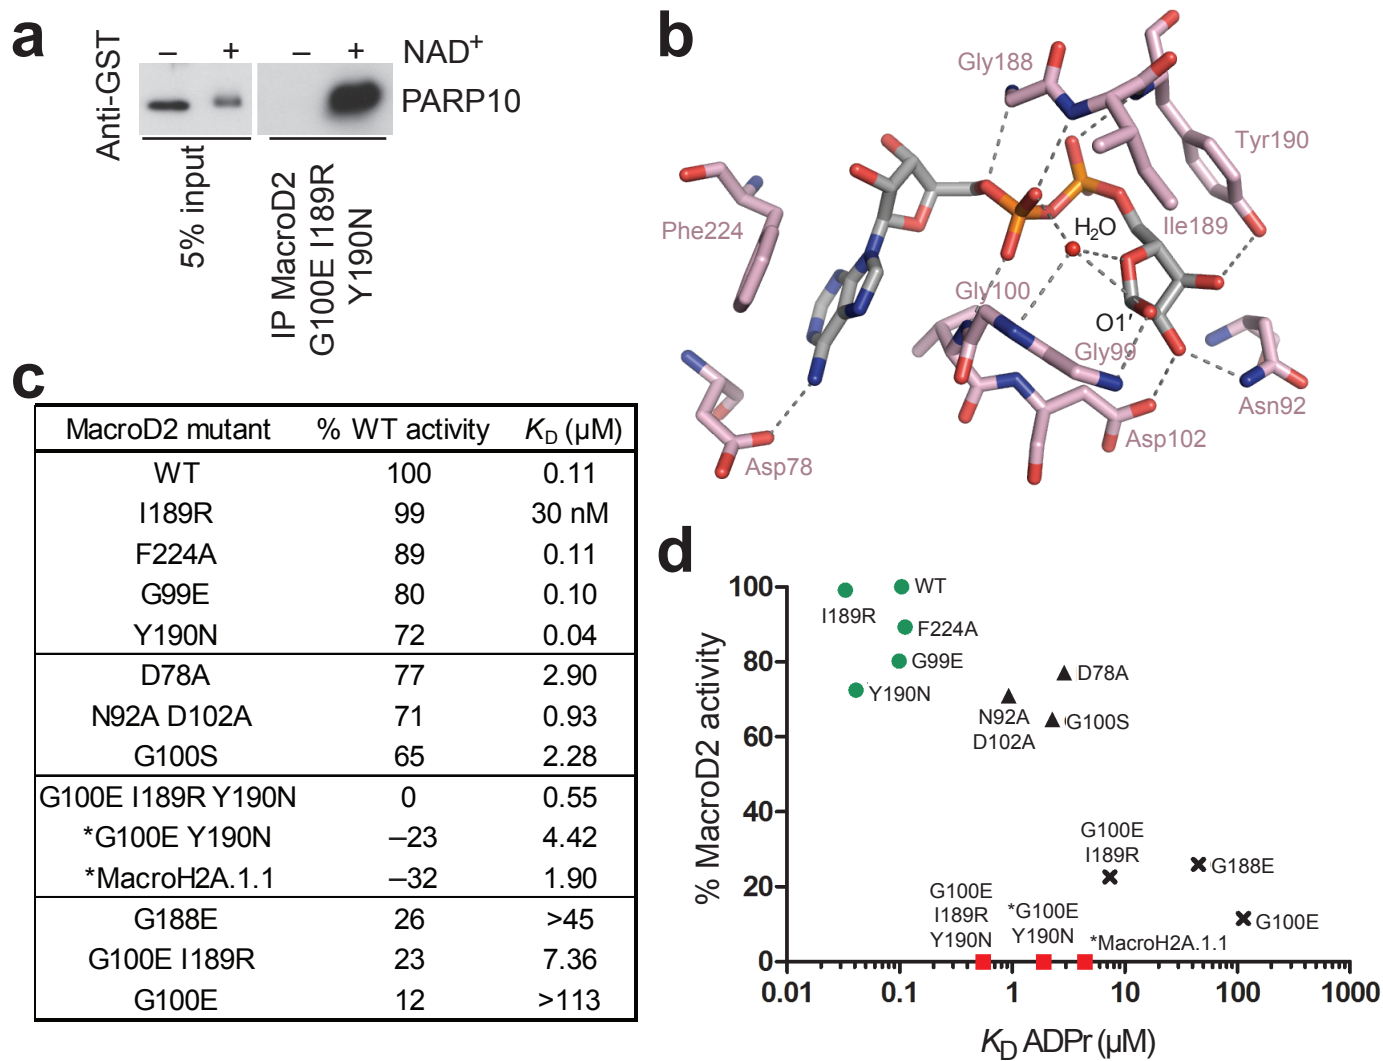 a
– + – + NAD+
Anti-GST
PARP10
5% input
IP MacroD2
G100E I189R
Y190N
b
Gly188
Tyr190
Phe224
H2O
Ile189
Gly100
O1'
Gly99
Asn92
Asp102
Asp78
c
MacroD2 mutant % WT activity KD (μM)
WT 100 0.11
I189R 99 30 nM
F224A 89 0.11
G99E 80 0.10
Y190N 72 0.04
D78A 77 2.90
N92A D102A 71 0.93
G100S 65 2.28
G100E I189R Y190N 0 0.55
*G100E Y190N –23 4.42
*MacroH2A.1.1 –32 1.90
G188E 26 >45
G100E I189R 23 7.36
G100E 12 >113
d
% MacroD2 activity
100
80
60
40
20
0
WT
I189R
F224A
G99E
Y190N
D78A
N92A
D102A
G100S
G100E
I189R
G188E
G100E
G100E
I189R
Y190N
*G100E
Y190N
*MacroH2A.1.1
0.01 0.1 1 10 100 1000
KD ADPr (μM)